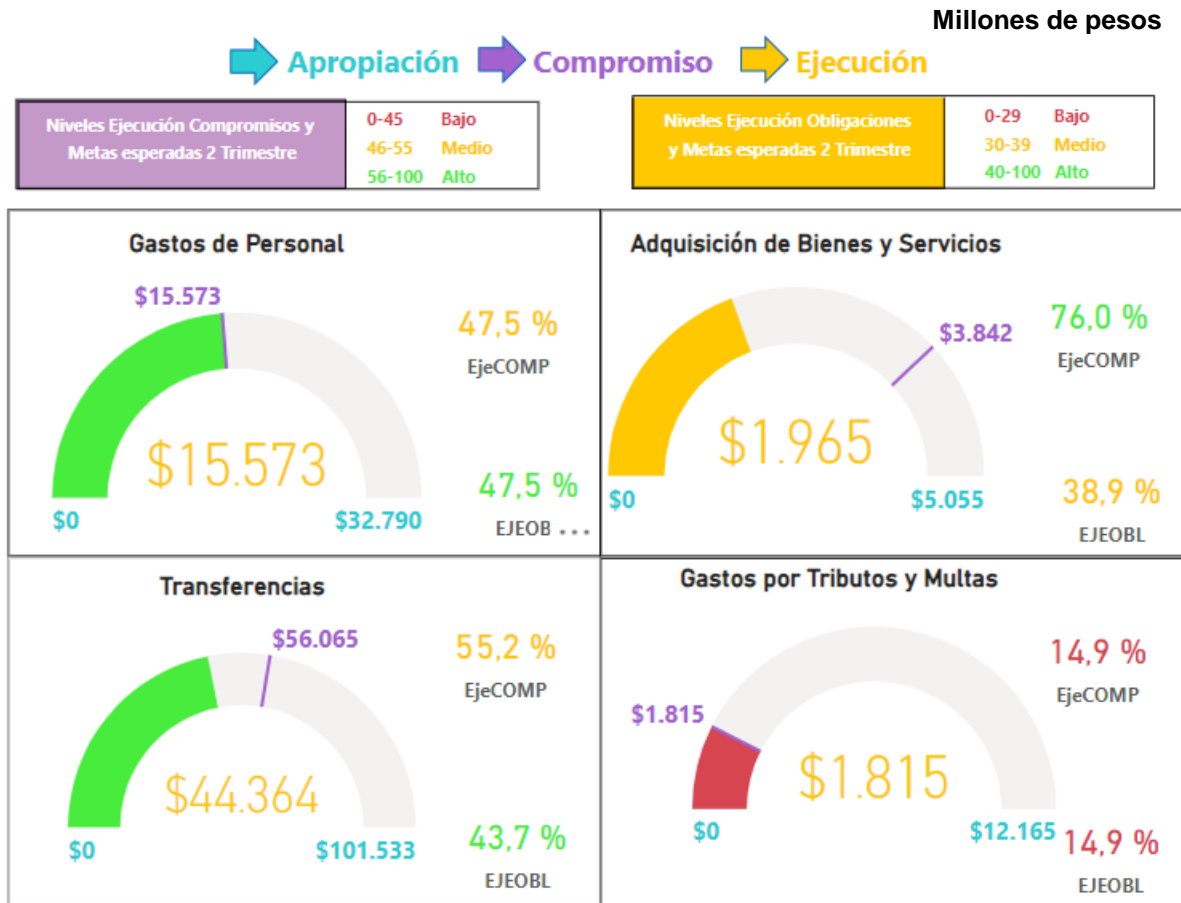 Millones de pesos
Apropiación Compromiso Ejecución
Niveles Ejecución Compromisos y
Metas esperadas 2 Trimestre
0-45 Bajo
46-55 Medio
56-100 Alto
Niveles Ejecución Obligaciones
y Metas esperadas 2 Trimestre
0-29 Bajo
30-39 Medio
40-100 Alto
Gastos de Personal
$15.573
47,5 %
EjeCOMP
$15.573
$0
$32.790
47,5 %
EJEOB ...
Adquisición de Bienes y Servicios
$3.842
76,0 %
EjeCOMP
$1.965
$0
$5.055
38,9 %
EJEOBL
Transferencias
$56.065
55,2 %
EjeCOMP
$44.364
$0
$101.533
43,7 %
EJEOBL
Gastos por Tributos y Multas
$1.815
14,9 %
EjeCOMP
$1.815
$0
$12.165
14,9 %
EJEOBL